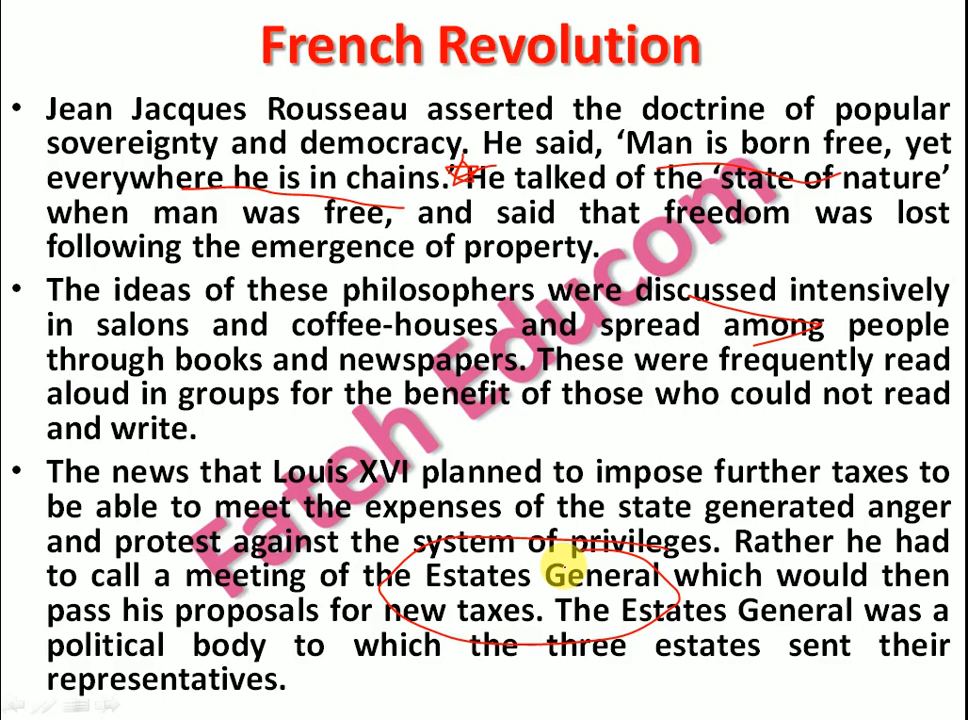 French Revolution
• Jean Jacques Rousseau asserted the doctrine of popular
sovereignty and democracy. He said, ‘Man is born free, yet
everywhere he is in chains.’ He talked of the ‘state of nature’
when man was free, and said that freedom was lost
following the emergence of property.
• The ideas of these philosophers were discussed intensively
in salons and coffee-houses and spread among people
through books and newspapers. These were frequently read
aloud in groups for the benefit of those who could not read
and write.
• The news that Louis XVI planned to impose further taxes to
be able to meet the expenses of the state generated anger
and protest against the system of privileges. Rather he had
to call a meeting of the Estates General which would then
pass his proposals for new taxes. The Estates General was a
political body to which the three estates sent their
representatives.
Fateh Educom